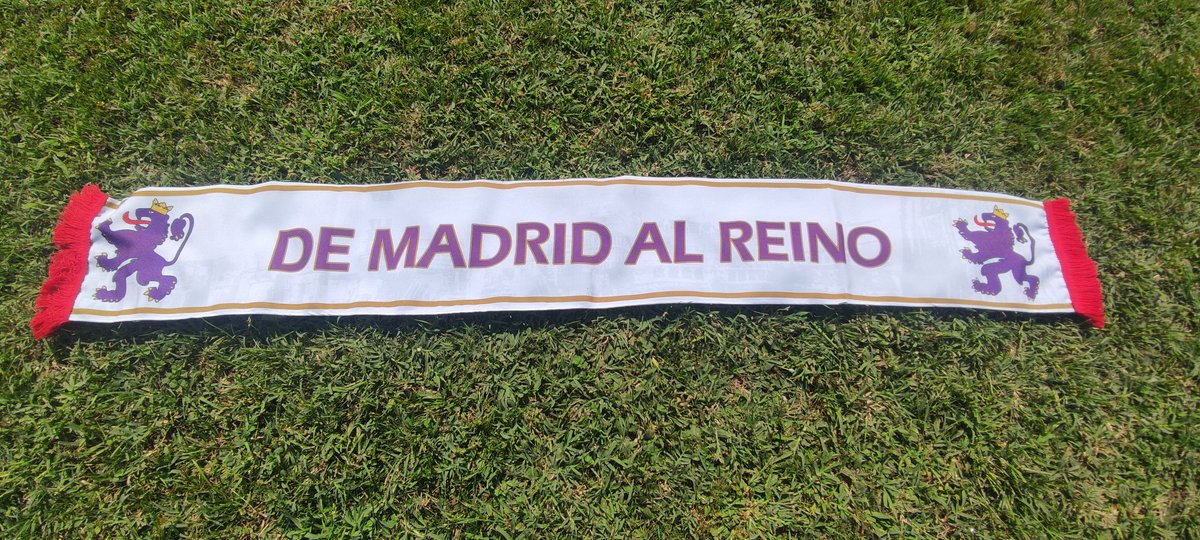 DE MADRID AL REINO